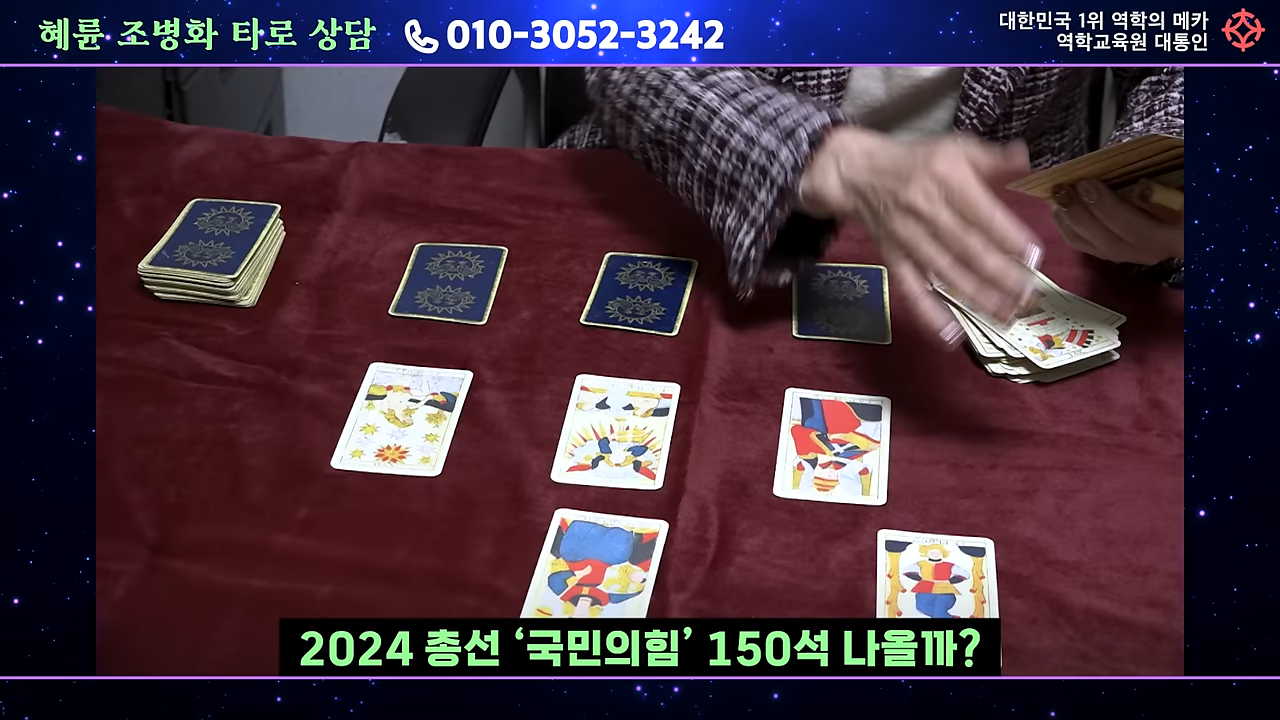 혜륜 조병화 타로 상담
010-3052-3242
대한민국 1위 역학의 메카
역학교육원 대통인
2024 총선 ‘국민의힘’ 150석 나올까?